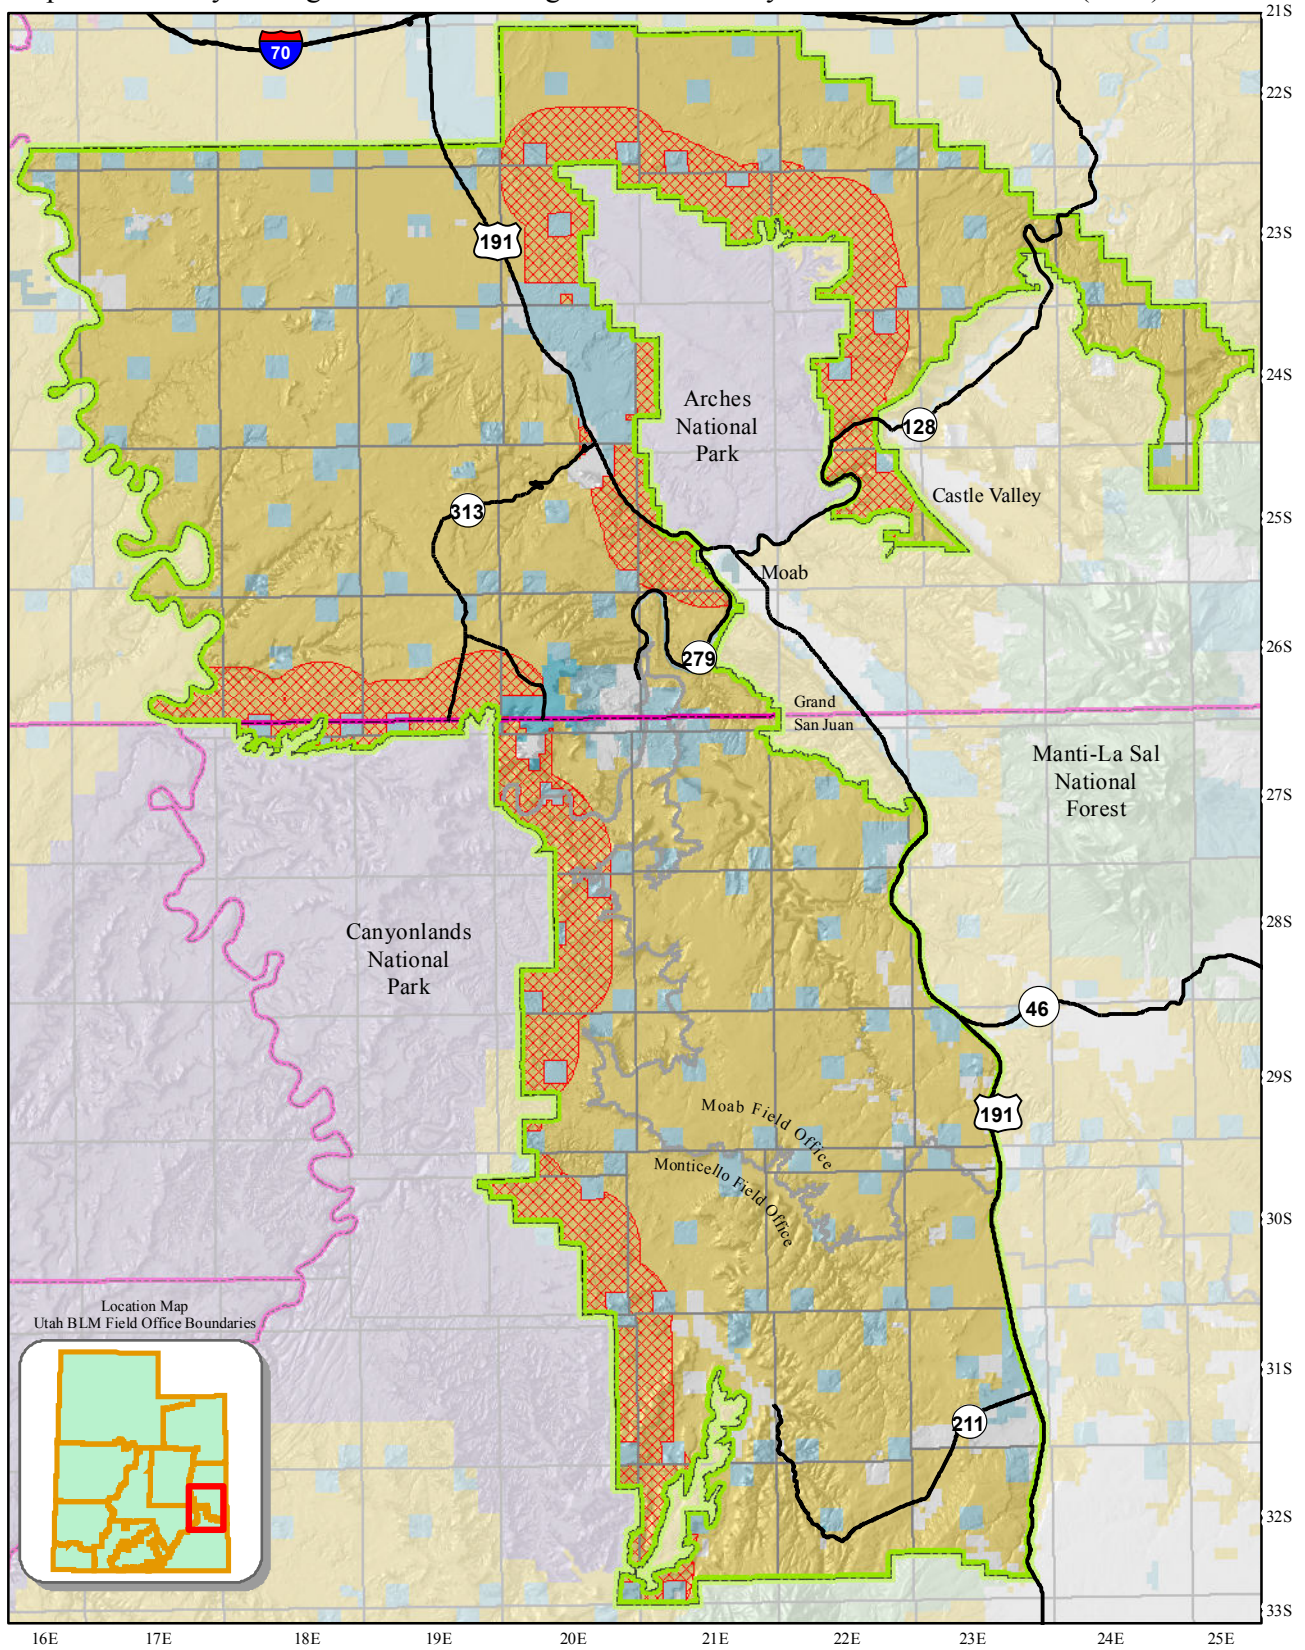 21S
70
22S
191
23S
24S
Arches
National
Park
128
Castle Valley
313
25S
Moab
26S
279
Grand
San Juan
Manti-La Sal
National
Forest
27S
Canyonlands
National
Park
28S
46
29S
Moab Field Office
191
Monticello Field Office
30S
Location Map
Utah BLM Field Office Boundaries
31S
211
32S
33S
16E 17E 18E 19E 20E 21E 22E 23E 24E 25E